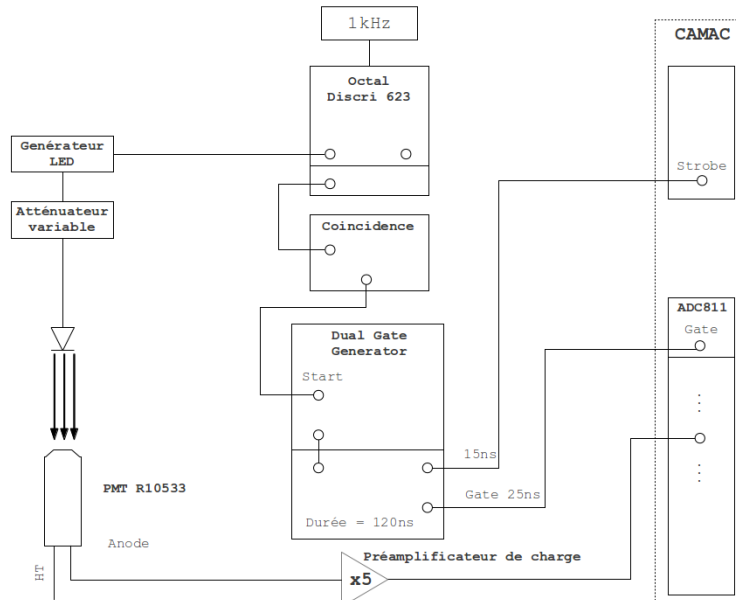 1kHz
CAMAC
Octal
Discri 623
Genérateur
LED
Strobe
Atténuateur
variable
Coincidence
ADC811
Gate
Dual Gate
Generator
Start
15ns
PMT R10533
Gate 25ns
Durée = 120ns
Anode
Préamplificateur de charge
HT
x5